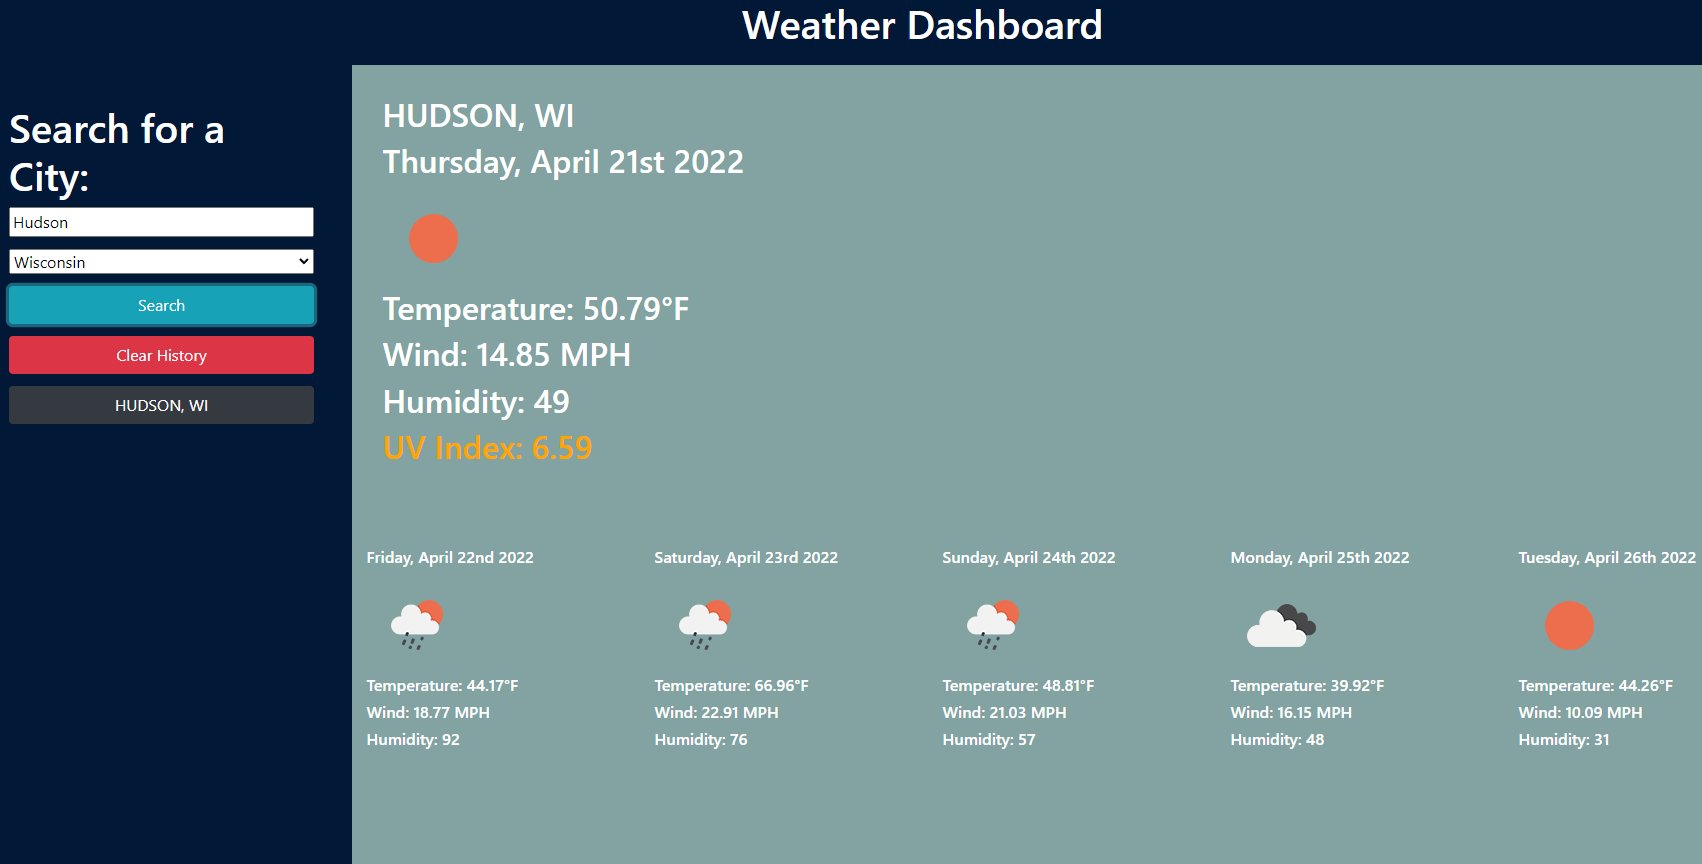 Weather Dashboard
Search for a
City:
Hudson
Wisconsin
Search
Clear History
HUDSON, WI
HUDSON, WI
Thursday, April 21st 2022
Temperature: 50.79°F
Wind: 14.85 MPH
Humidity: 49
UV Index: 6.59
Friday, April 22nd 2022
Temperature: 44.17°F
Wind: 18.77 MPH
Humidity: 92
Saturday, April 23rd 2022
Temperature: 66.96°F
Wind: 22.91 MPH
Humidity: 76
Sunday, April 24th 2022
Temperature: 48.81°F
Wind: 21.03 MPH
Humidity: 57
Monday, April 25th 2022
Temperature: 39.92°F
Wind: 16.15 MPH
Humidity: 48
Tuesday, April 26th 2022
Temperature: 44.26°F
Wind: 10.09 MPH
Humidity: 31